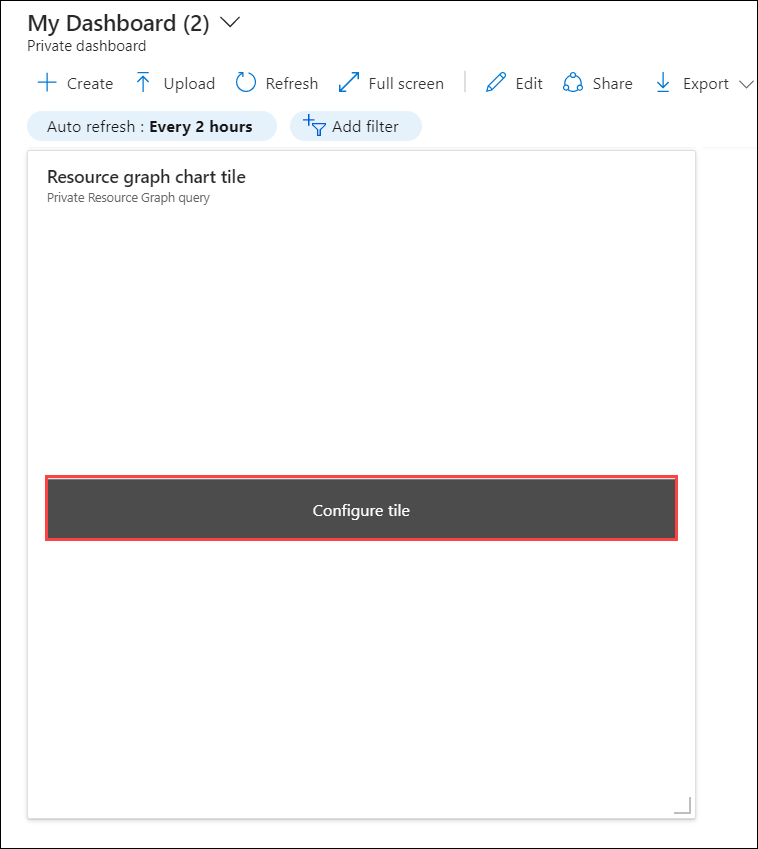 My Dashboard (2)
Private dashboard
Create Upload Refresh Full screen Edit Share Export
Auto refresh : Every 2 hours Add filter
Resource graph chart tile
Private Resource Graph query
Configure tile